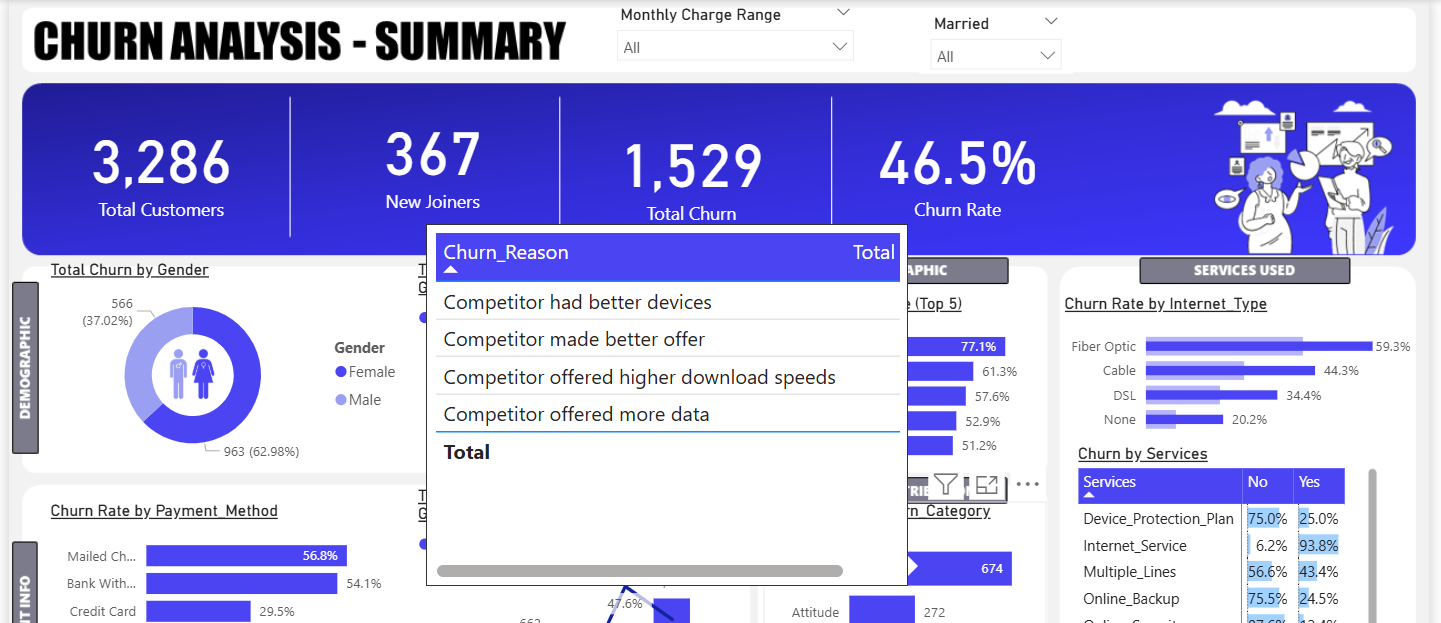 CHURN ANALYSIS - SUMMARY
Monthly Charge Range
All
Married
All
3,286
Total Customers
367
New Joiners
1,529
Total Churn
46.5%
Churn Rate
DEMOGRAPHIC
Total Churn by Gender
566
(37.02%)
963 (62.98%)
Gender
Female
Male
Churn_Reason Total
Competitor had better devices
Competitor made better offer
Competitor offered higher download speeds
Competitor offered more data
Total
(Top 5)
77.1%
61.3%
57.6%
52.9%
51.2%
SERVICES USED
Churn Rate by Internet_Type
Fiber Optic 59.3%
Cable 44.3%
DSL 34.4%
None 20.2%
Churn by Services
Services No Yes
Device_Protection_Plan 75.0% 25.0%
Internet_Service 6.2% 93.8%
Multiple_Lines 56.6% 43.4%
Online_Backup 75.5% 24.5%
Churn Rate by Payment_Method
Mailed Ch... 56.8%
Bank With... 54.1%
Credit Card 29.5%
47.6%
_Category
674
Attitude 272